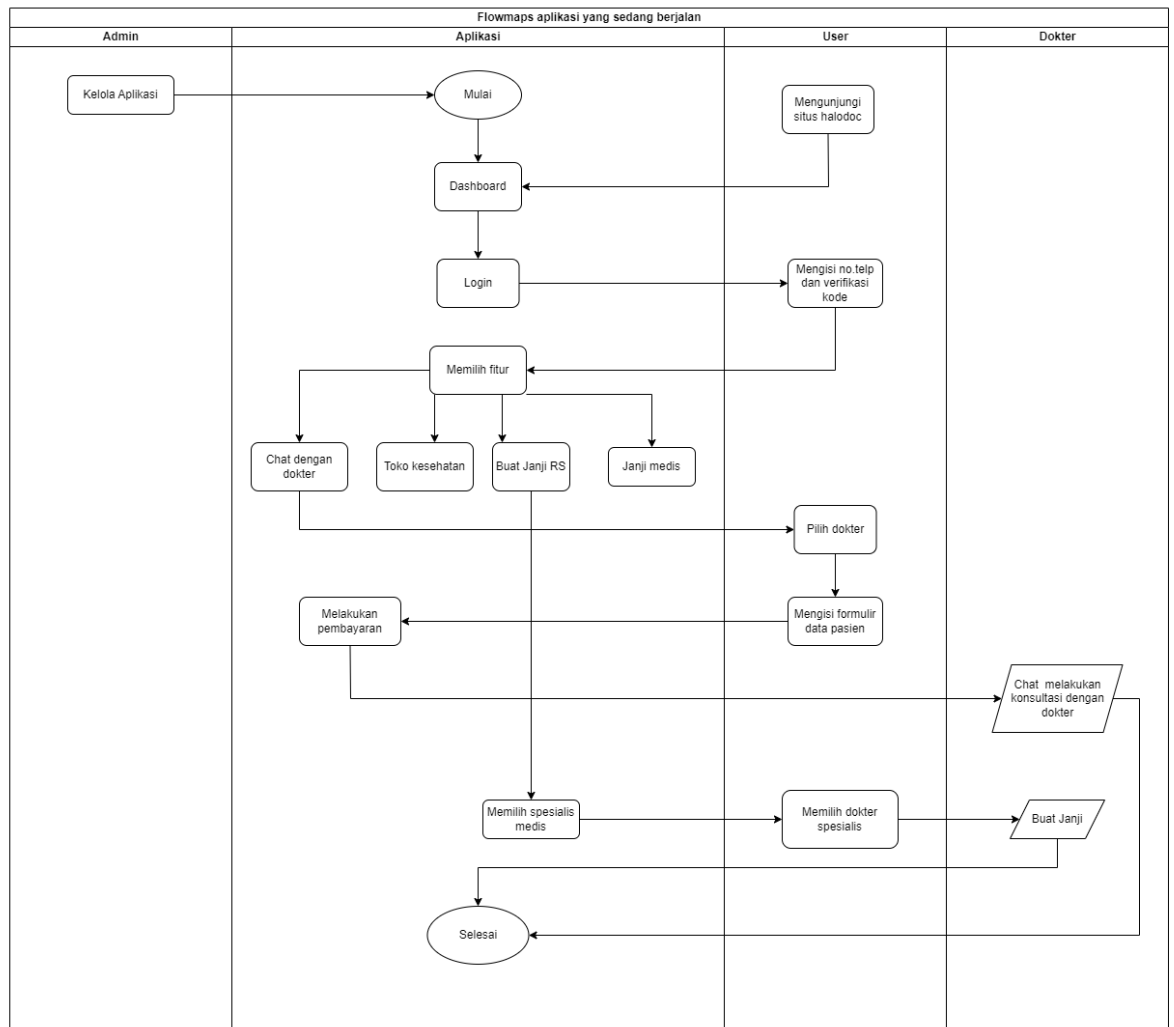 Flowmaps aplikasi yang sedang berjalan
Admin
Aplikasi
User
Dokter
Kelola Aplikasi
Mulai
Mengunjungi
situs halodoc
Dashboard
Login
Mengisi no.telp
dan verifikasi
kode
Memilih fitur
Chat dengan
dokter
Toko kesehatan
Buat Janji RS
Janji medis
Pilih dokter
Melakukan
pembayaran
Mengisi formulir
data pasien
Chat melakukan
konsultasi dengan
dokter
Memilih spesialis
medis
Memilih dokter
spesialis
Buat Janji
Selesai